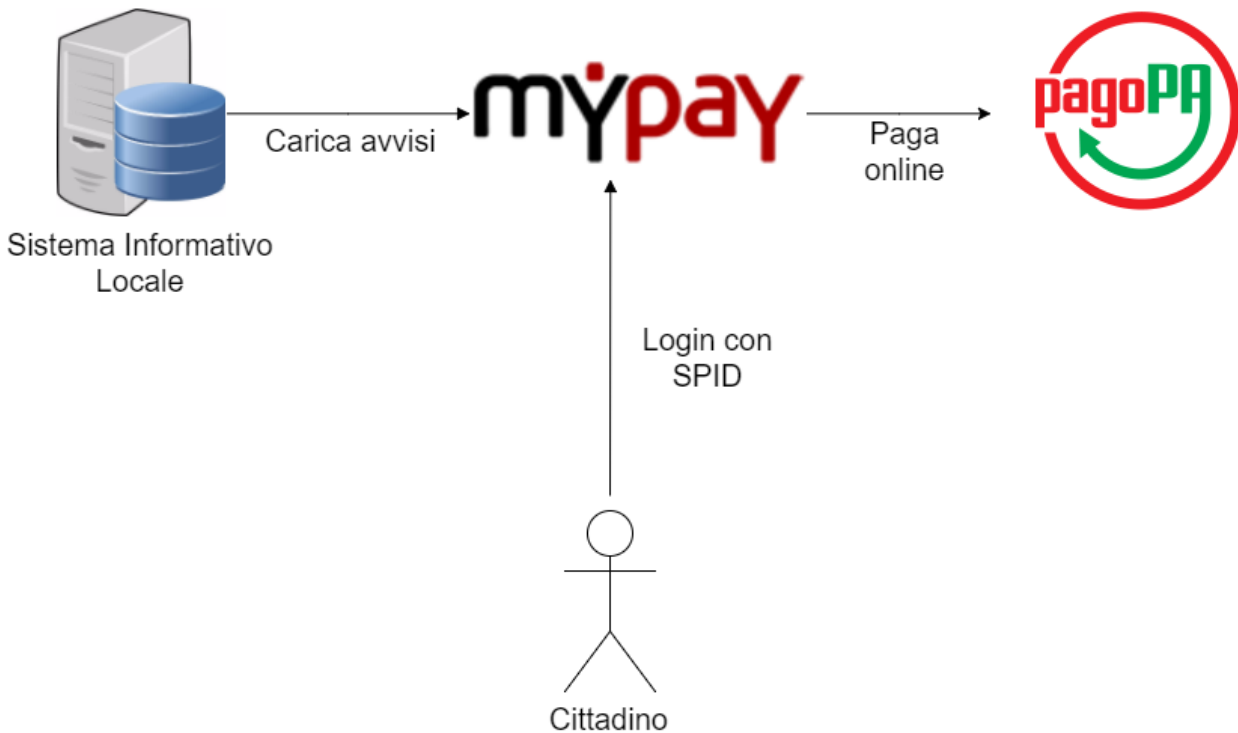 mypay
pagoPA
Carica avvisi
Paga
online
Sistema Informativo
Locale
Login con
SPID
Cittadino